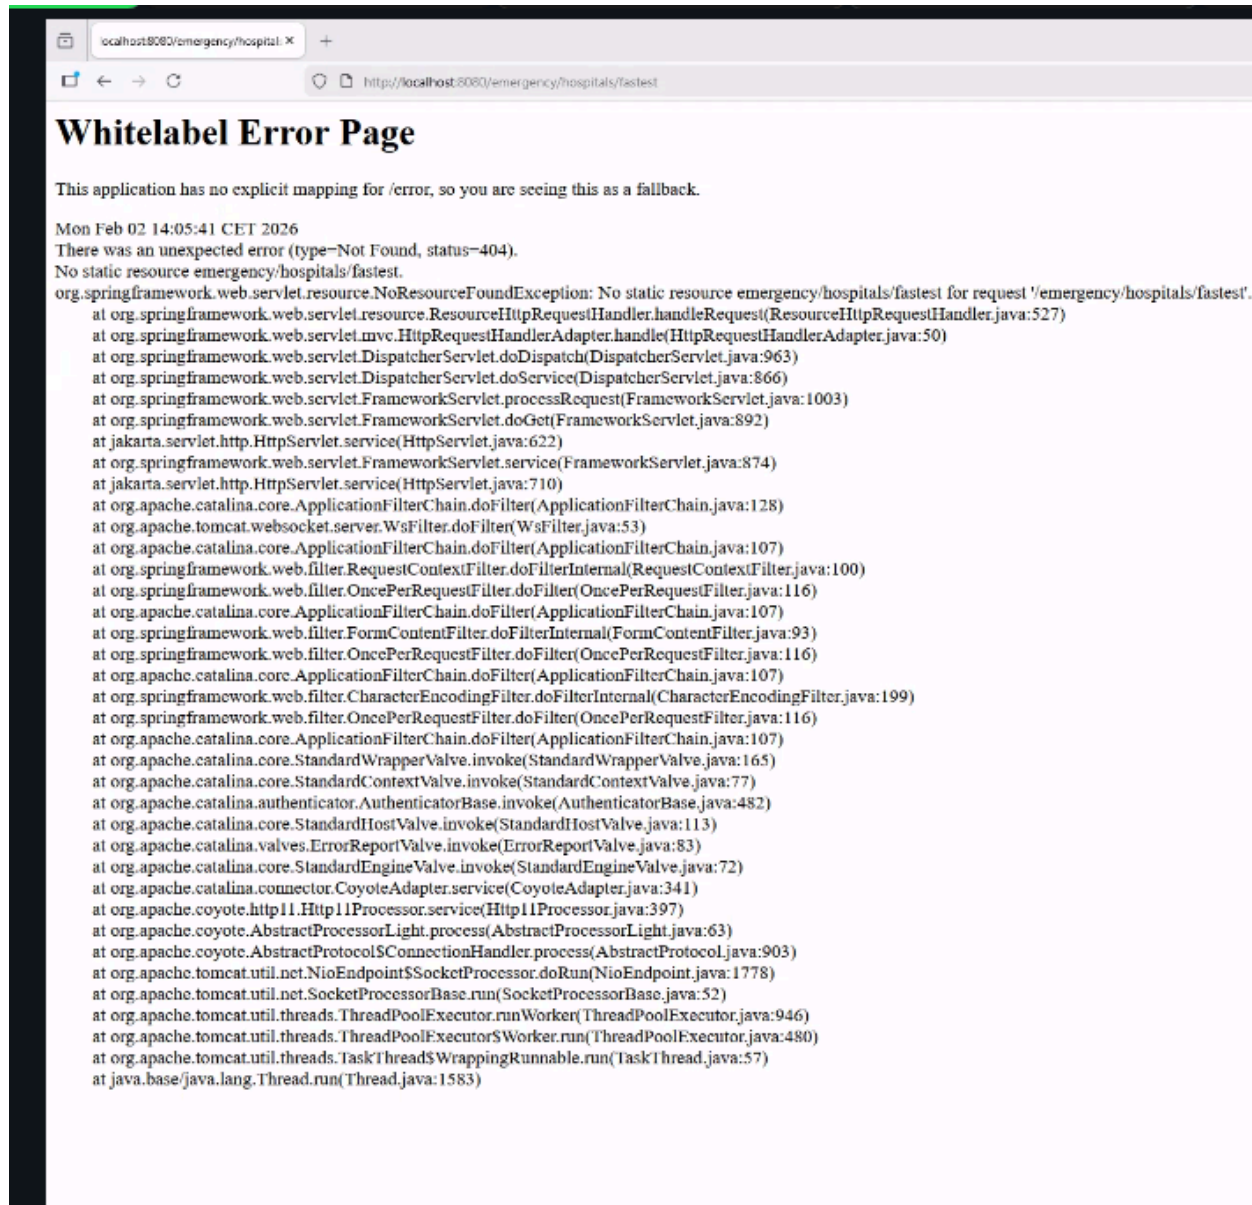 localhost:8080/emergency/hospital:
http://localhost:8080/emergency/hospitals/fastest
Whitelabel Error Page
This application has no explicit mapping for /error, so you are seeing this as a fallback.
Mon Feb 02 14:05:41 CET 2026
There was an unexpected error (type=Not Found, status=404).
No static resource emergency/hospitals/fastest.
org.springframework.web.servlet.resource.NoResourceFoundException: No static resource emergency/hospitals/fastest for request '/emergency/hospitals/fastest'.
at org.springframework.web.servlet.resource.ResourceHttpRequestHandler.handleRequest(ResourceHttpRequestHandler.java:527)
at org.springframework.web.servlet.mvc.HttpRequestHandlerAdapter.handle(HttpRequestHandlerAdapter.java:50)
at org.springframework.web.servlet.DispatcherServlet.doDispatch(DispatcherServlet.java:963)
at org.springframework.web.servlet.DispatcherServlet.doService(DispatcherServlet.java:866)
at org.springframework.web.servlet.FrameworkServlet.processRequest(FrameworkServlet.java:1003)
at org.springframework.web.servlet.FrameworkServlet.doGet(FrameworkServlet.java:892)
at jakarta.servlet.http.HttpServlet.service(HttpServlet.java:622)
at org.springframework.web.servlet.FrameworkServlet.service(FrameworkServlet.java:874)
at jakarta.servlet.http.HttpServlet.service(HttpServlet.java:710)
at org.apache.catalina.core.ApplicationFilterChain.doFilter(ApplicationFilterChain.java:128)
at org.apache.tomcat.websocket.server.WsFilter.doFilter(WsFilter.java:53)
at org.apache.catalina.core.ApplicationFilterChain.doFilter(ApplicationFilterChain.java:107)
at org.springframework.web.filter.RequestContextFilter.doFilterInternal(RequestContextFilter.java:100)
at org.springframework.web.filter.OncePerRequestFilter.doFilter(OncePerRequestFilter.java:116)
at org.apache.catalina.core.ApplicationFilterChain.doFilter(ApplicationFilterChain.java:107)
at org.springframework.web.filter.FormContentFilter.doFilterInternal(FormContentFilter.java:93)
at org.springframework.web.filter.OncePerRequestFilter.doFilter(OncePerRequestFilter.java:116)
at org.apache.catalina.core.ApplicationFilterChain.doFilter(ApplicationFilterChain.java:107)
at org.springframework.web.filter.CharacterEncodingFilter.doFilterInternal(CharacterEncodingFilter.java:199)
at org.springframework.web.filter.OncePerRequestFilter.doFilter(OncePerRequestFilter.java:116)
at org.apache.catalina.core.ApplicationFilterChain.doFilter(ApplicationFilterChain.java:107)
at org.apache.catalina.core.StandardWrapperValve.invoke(StandardWrapperValve.java:165)
at org.apache.catalina.core.StandardContextValve.invoke(StandardContextValve.java:77)
at org.apache.catalina.authenticator.AuthenticatorBase.invoke(AuthenticatorBase.java:482)
at org.apache.catalina.core.StandardHostValve.invoke(StandardHostValve.java:113)
at org.apache.catalina.valves.ErrorReportValve.invoke(ErrorReportValve.java:83)
at org.apache.catalina.core.StandardEngineValve.invoke(StandardEngineValve.java:72)
at org.apache.catalina.connector.CoyoteAdapter.service(CoyoteAdapter.java:341)
at org.apache.coyote.http11.Http11Processor.service(Http11Processor.java:397)
at org.apache.coyote.AbstractProcessorLight.process(AbstractProcessorLight.java:63)
at org.apache.coyote.AbstractProtocol$ConnectionHandler.process(AbstractProtocol.java:903)
at org.apache.tomcat.util.net.NioEndpoint$SocketProcessor.doRun(NioEndpoint.java:1778)
at org.apache.tomcat.util.net.SocketProcessorBase.run(SocketProcessorBase.java:52)
at org.apache.tomcat.util.threads.ThreadPoolExecutor.runWorker(ThreadPoolExecutor.java:946)
at org.apache.tomcat.util.threads.ThreadPoolExecutor$Worker.run(ThreadPoolExecutor.java:480)
at org.apache.tomcat.util.threads.TaskThread$WrappingRunnable.run(TaskThread.java:57)
at java.base/java.lang.Thread.run(Thread.java:1583)